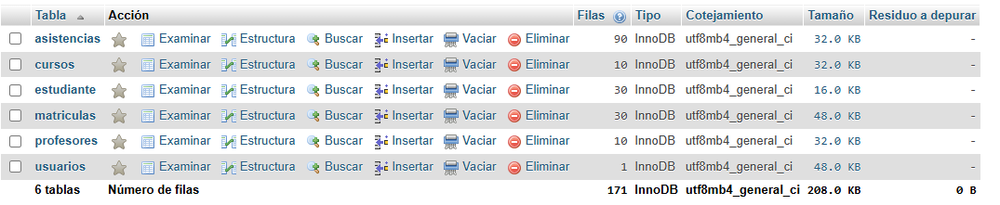 Tabla Acción Filas Tipo Cotejamiento Tamaño Residuo a depurar
asistencias Examinar Estructura Buscar Insertar Vaciar Eliminar 90 InnoDB utf8mb4_general_ci 32.0 KB -
cursos Examinar Estructura Buscar Insertar Vaciar Eliminar 10 InnoDB utf8mb4_general_ci 32.0 KB -
estudiante Examinar Estructura Buscar Insertar Vaciar Eliminar 30 InnoDB utf8mb4_general_ci 16.0 KB -
matriculas Examinar Estructura Buscar Insertar Vaciar Eliminar 30 InnoDB utf8mb4_general_ci 48.0 KB -
profesores Examinar Estructura Buscar Insertar Vaciar Eliminar 10 InnoDB utf8mb4_general_ci 32.0 KB -
usuarios Examinar Estructura Buscar Insertar Vaciar Eliminar 1 InnoDB utf8mb4_general_ci 48.0 KB -
6 tablas Número de filas 171 InnoDB utf8mb4_general_ci 208.0 KB 0 B